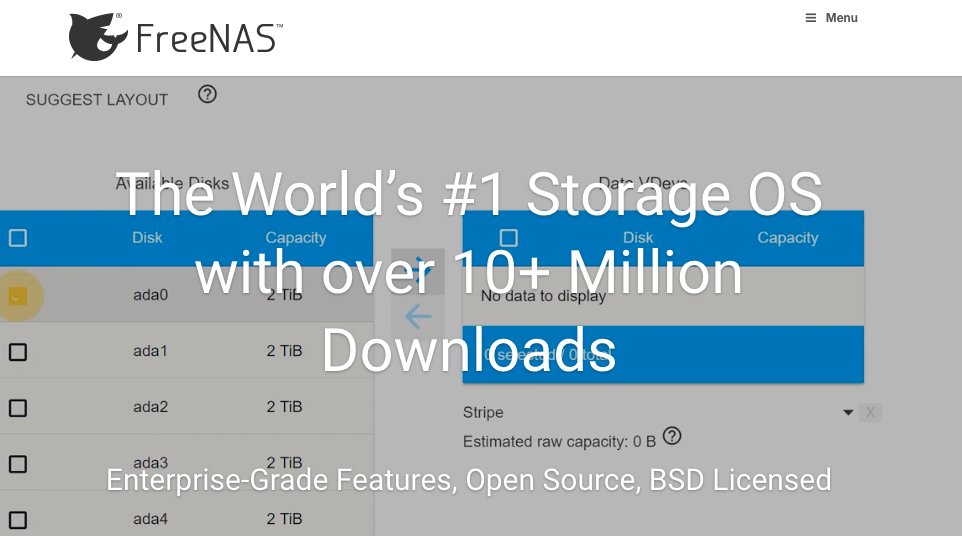 FreeNAS™
Menu
SUGGEST LAYOUT
Available Disks
Data VDevs
The World’s #1 Storage OS
with over 10+ Million
Downloads
Disk Capacity
Disk Capacity
ada0 2 TiB
No data to display
ada1 2 TiB
0 selected / 0 total
ada2 2 TiB
Stripe
X
Estimated raw capacity: 0 B
ada3 2 TiB
Enterprise-Grade Features, Open Source, BSD Licensed
ada4 2 TiB